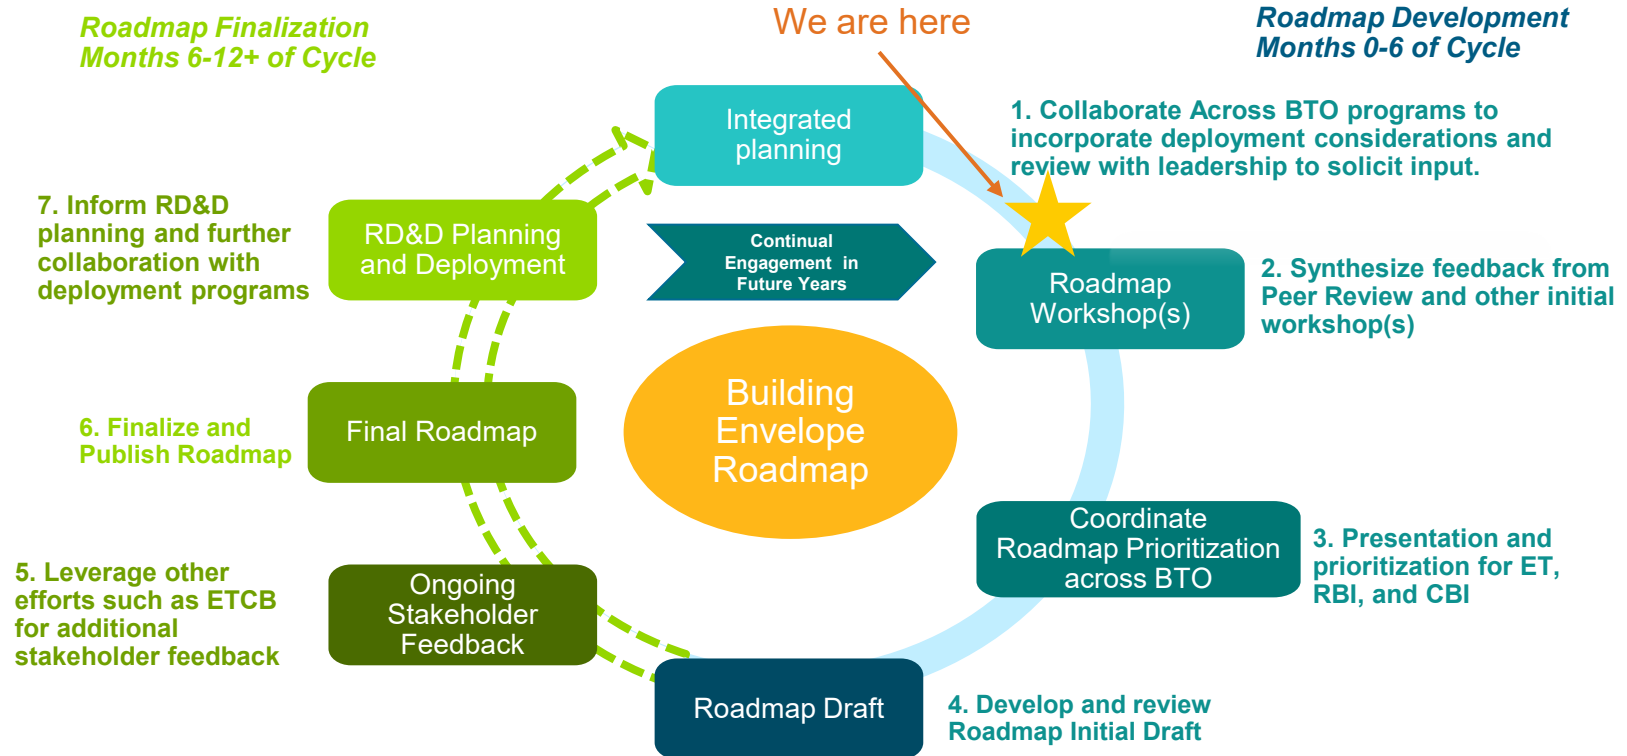 Roadmap Finalization
Months 6-12+ of Cycle
We are here
Roadmap Development
Months 0-6 of Cycle
Integrated
planning
1. Collaborate Across BTO programs to
incorporate deployment considerations and
review with leadership to solicit input.
Roadmap
Workshop(s)
2. Synthesize feedback from
Peer Review and other initial
workshop(s)
Coordinate
Roadmap Prioritization
across BTO
3. Presentation and
prioritization for ET,
RBI, and CBI
Roadmap Draft
4. Develop and review
Roadmap Initial Draft
Ongoing
Stakeholder
Feedback
5. Leverage other
efforts such as ETCB
for additional
stakeholder feedback
Final Roadmap
6. Finalize and
Publish Roadmap
RD&D Planning
and Deployment
7. Inform RD&D
planning and further
collaboration with
deployment programs
Continual
Engagement in
Future Years
Building
Envelope
Roadmap